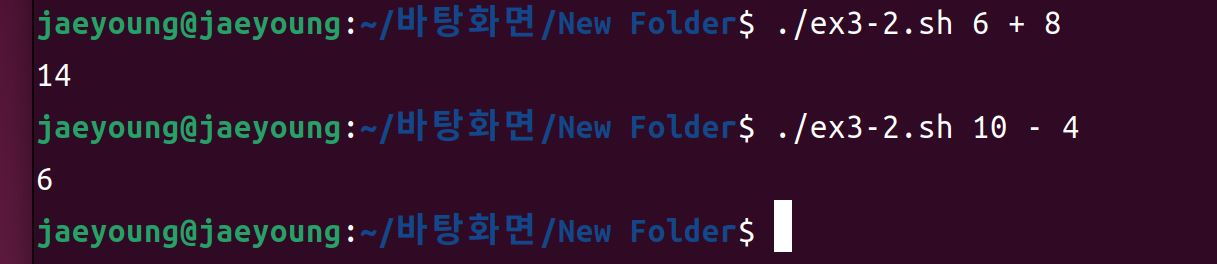 jaeyoung@jaeyoung:~/바탕화면/New Folder$ ./ex3-2.sh 6 + 8
14
jaeyoung@jaeyoung:~/바탕화면/New Folder$ ./ex3-2.sh 10 - 4
6
jaeyoung@jaeyoung:~/바탕화면/New Folder$